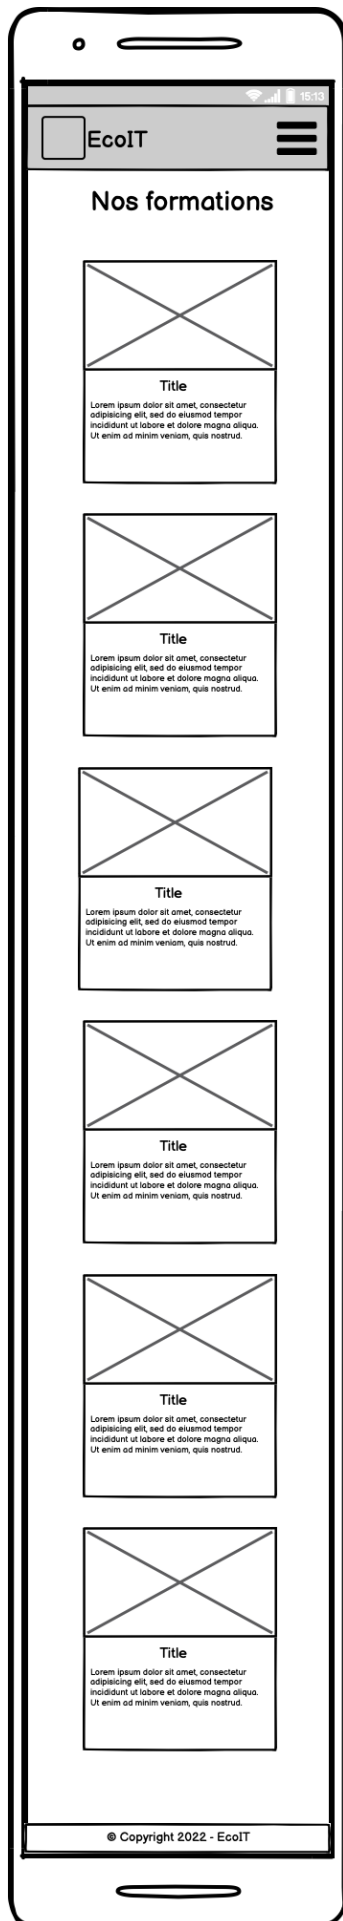 15:13
EcoIT
Nos formations
Title
Lorem ipsum dolor sit amet, consectetur
adipisicing elit, sed do eiusmod tempor
incididunt ut labore et dolore magna aliqua.
Ut enim ad minim veniam, quis nostrud.
Title
Lorem ipsum dolor sit amet, consectetur
adipisicing elit, sed do eiusmod tempor
incididunt ut labore et dolore magna aliqua.
Ut enim ad minim veniam, quis nostrud.
Title
Lorem ipsum dolor sit amet, consectetur
adipisicing elit, sed do eiusmod tempor
incididunt ut labore et dolore magna aliqua.
Ut enim ad minim veniam, quis nostrud.
Title
Lorem ipsum dolor sit amet, consectetur
adipisicing elit, sed do eiusmod tempor
incididunt ut labore et dolore magna aliqua.
Ut enim ad minim veniam, quis nostrud.
Title
Lorem ipsum dolor sit amet, consectetur
adipisicing elit, sed do eiusmod tempor
incididunt ut labore et dolore magna aliqua.
Ut enim ad minim veniam, quis nostrud.
Title
Lorem ipsum dolor sit amet, consectetur
adipisicing elit, sed do eiusmod tempor
incididunt ut labore et dolore magna aliqua.
Ut enim ad minim veniam, quis nostrud.
© Copyright 2022 - EcoIT